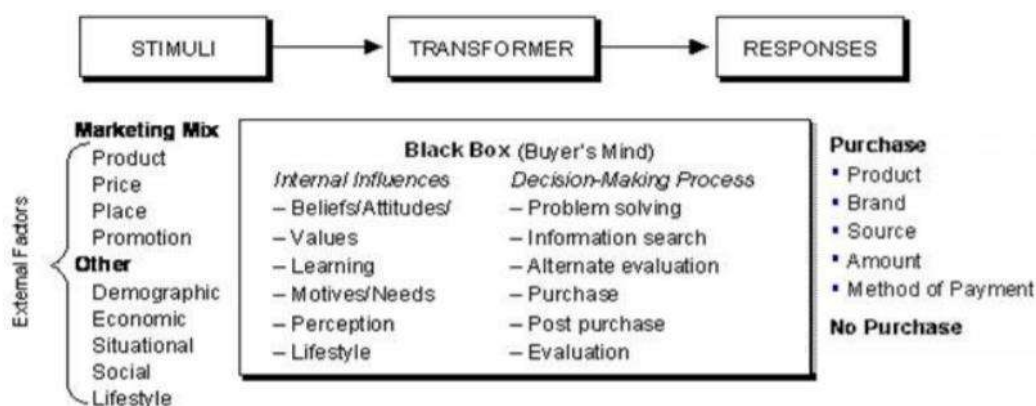 STIMULI
TRANSFORMER
RESPONSES
External Factors
Marketing Mix
Product
Price
Place
Promotion
Other
Demographic
Economic
Situational
Social
Lifestyle
Black Box (Buyer's Mind)
Internal Influences
– Beliefs/Attitudes/
– Values
– Learning
– Motives/Needs
– Perception
– Lifestyle
Decision-Making Process
– Problem solving
– Information search
– Alternate evaluation
– Purchase
– Post purchase
– Evaluation
Purchase
▪ Product
▪ Brand
▪ Source
▪ Amount
▪ Method of Payment
No Purchase